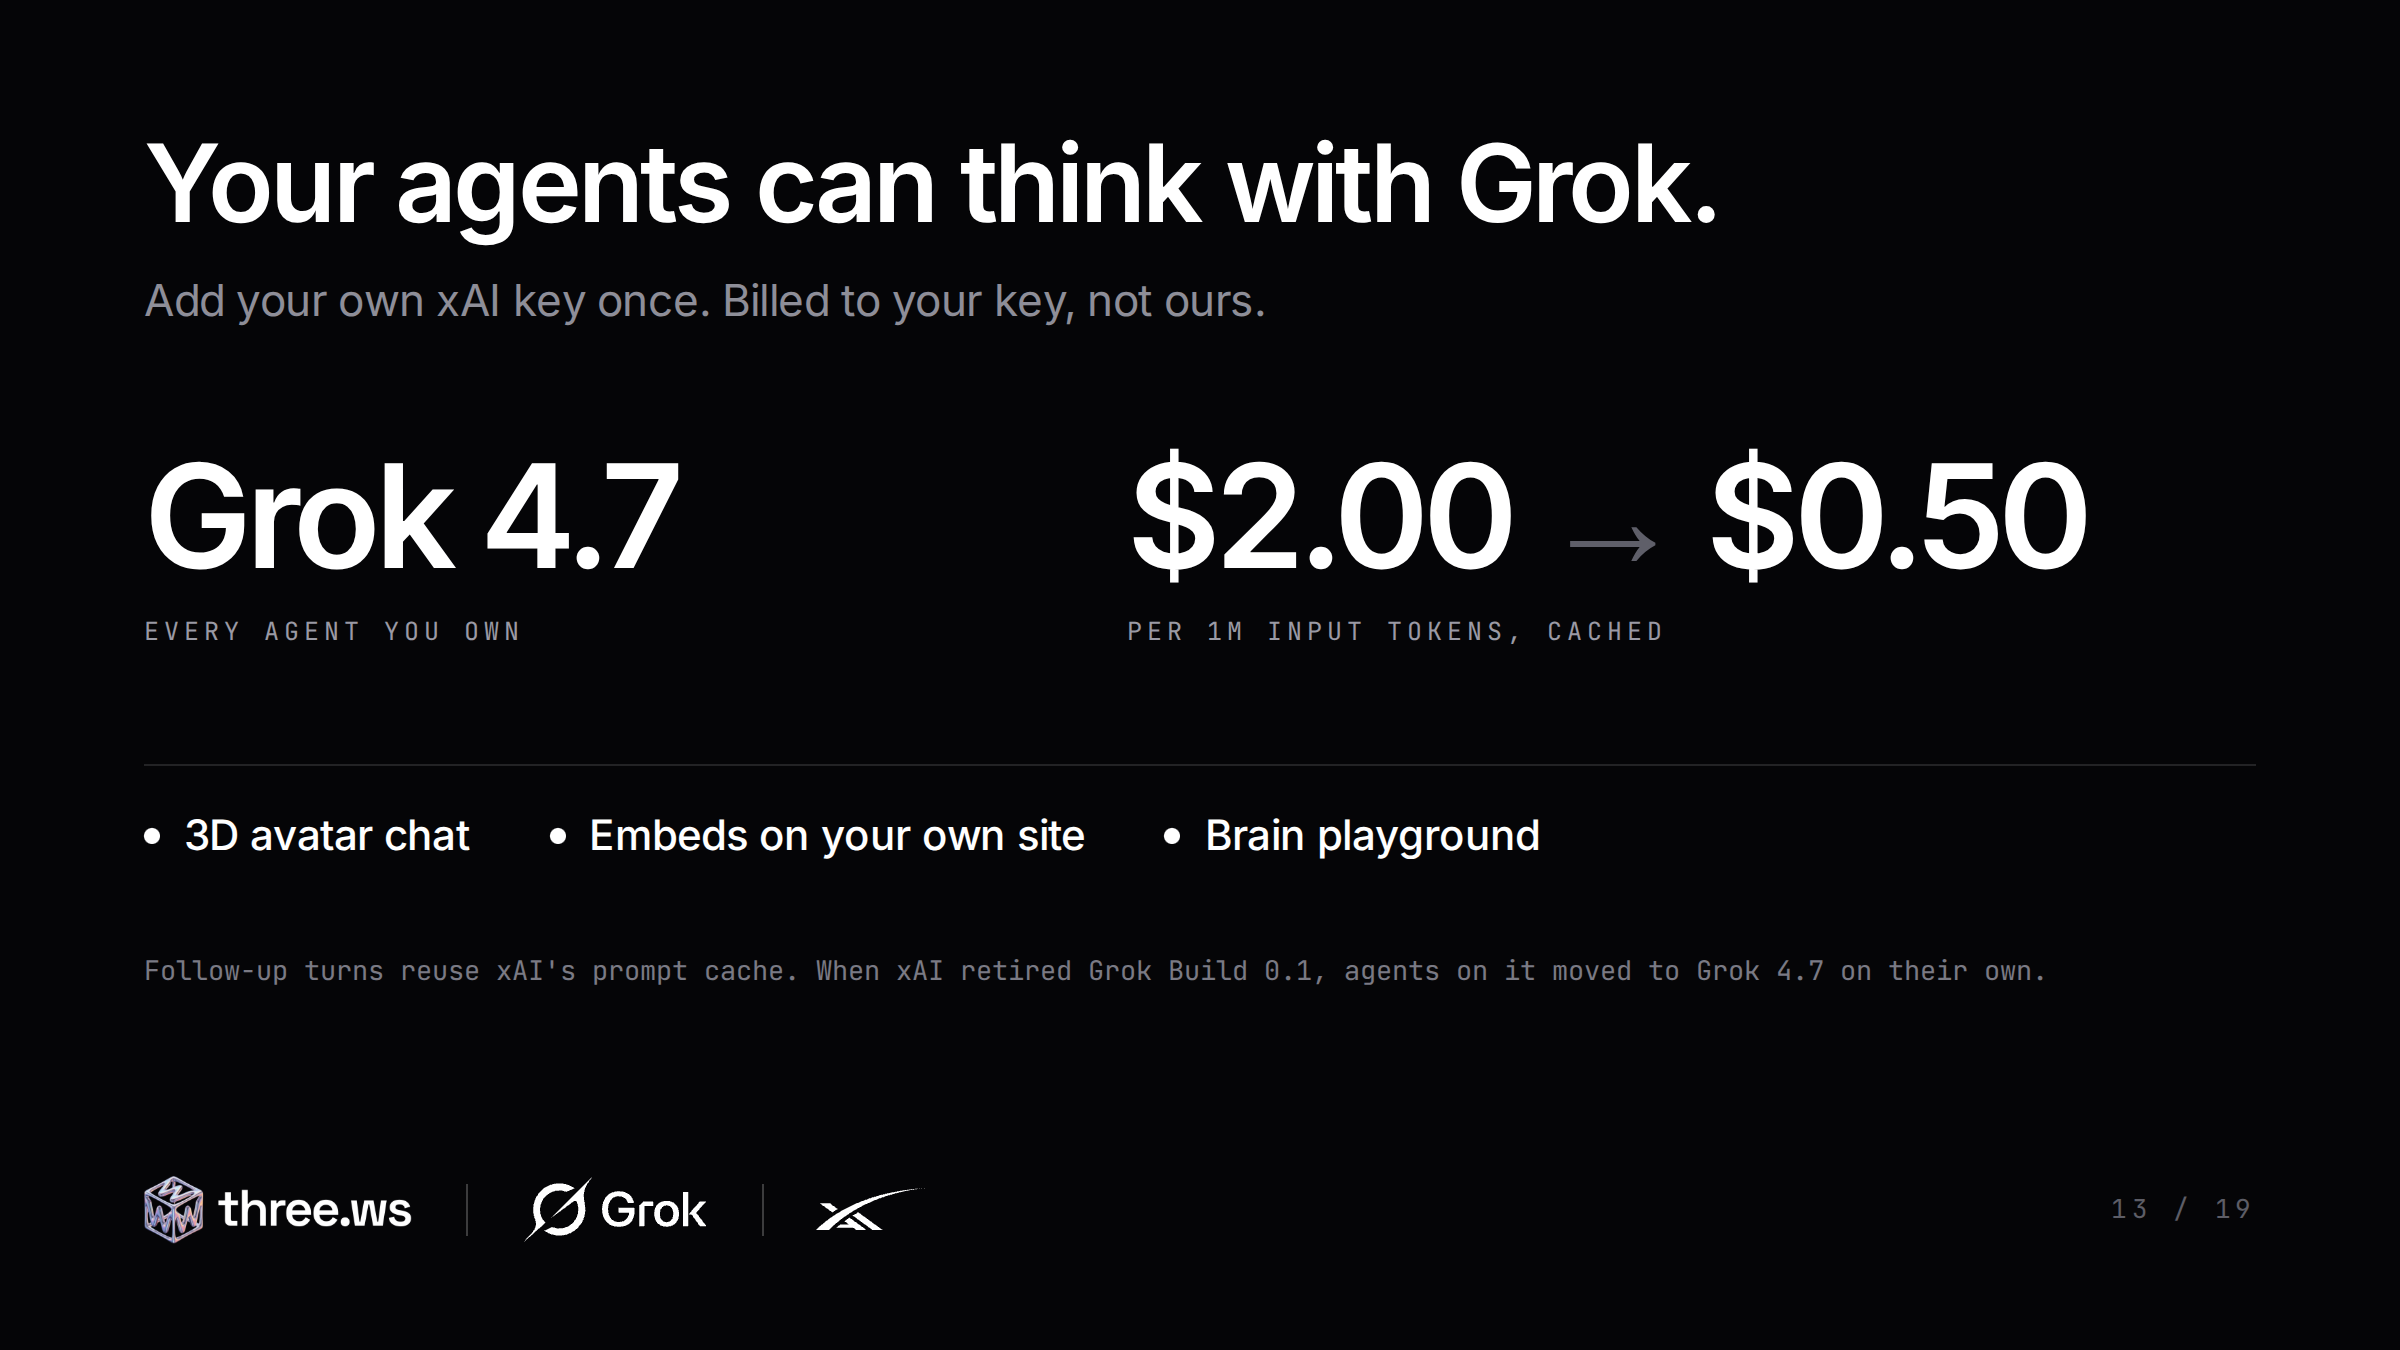 Your agents can think with Grok.
Add your own xAI key once. Billed to your key, not ours.
Grok 4.7
EVERY AGENT YOU OWN
$2.00 → $0.50
PER 1M INPUT TOKENS, CACHED
• 3D avatar chat • Embeds on your own site • Brain playground
Follow-up turns reuse xAI's prompt cache. When xAI retired Grok Build 0.1, agents on it moved to Grok 4.7 on their own.
three.ws | Grok |
13 / 19